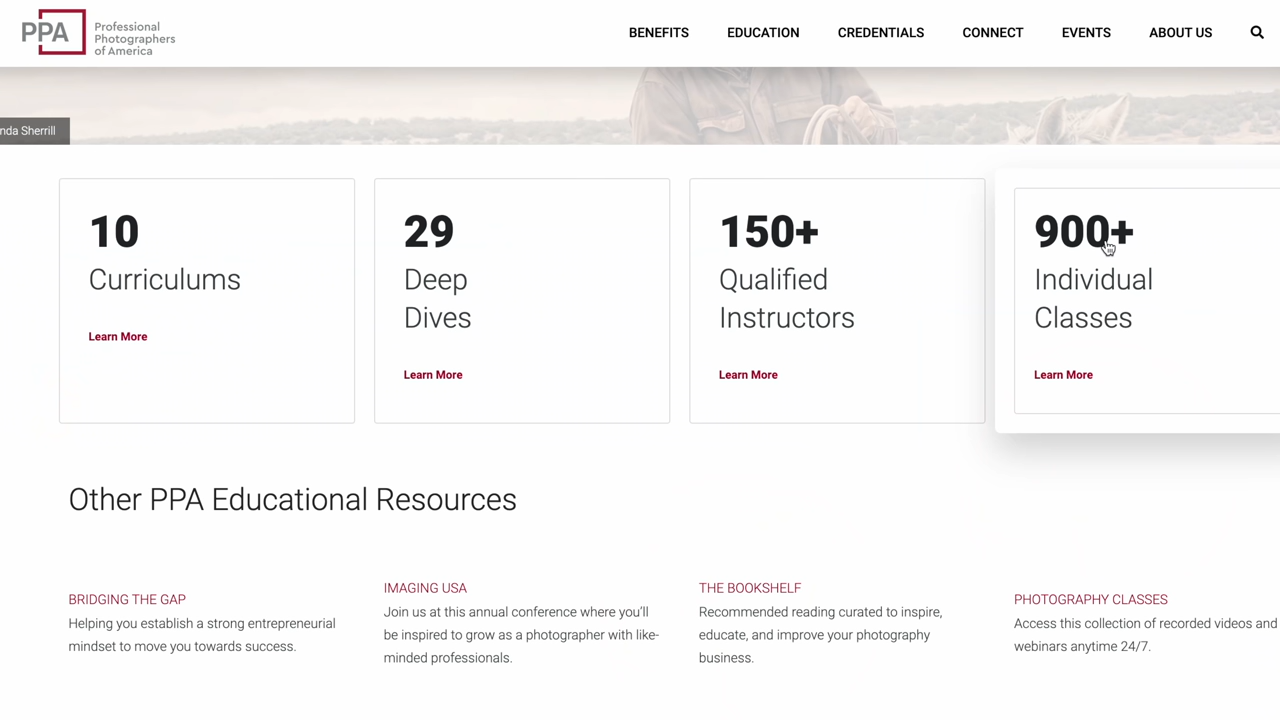 PPA
Professional
Photographers
of America
BENEFITS
EDUCATION
CREDENTIALS
CONNECT
EVENTS
ABOUT US
nda Sherrill
10
Curriculums
Learn More
29
Deep
Dives
Learn More
150+
Qualified
Instructors
Learn More
900+
Individual
Classes
Learn More
Other PPA Educational Resources
BRIDGING THE GAP
Helping you establish a strong entrepreneurial
mindset to move you towards success.
IMAGING USA
Join us at this annual conference where you'll
be inspired to grow as a photographer with like-
minded professionals.
THE BOOKSHELF
Recommended reading curated to inspire,
educate, and improve your photography
business.
PHOTOGRAPHY CLASSES
Access this collection of recorded videos and
webinars anytime 24/7.